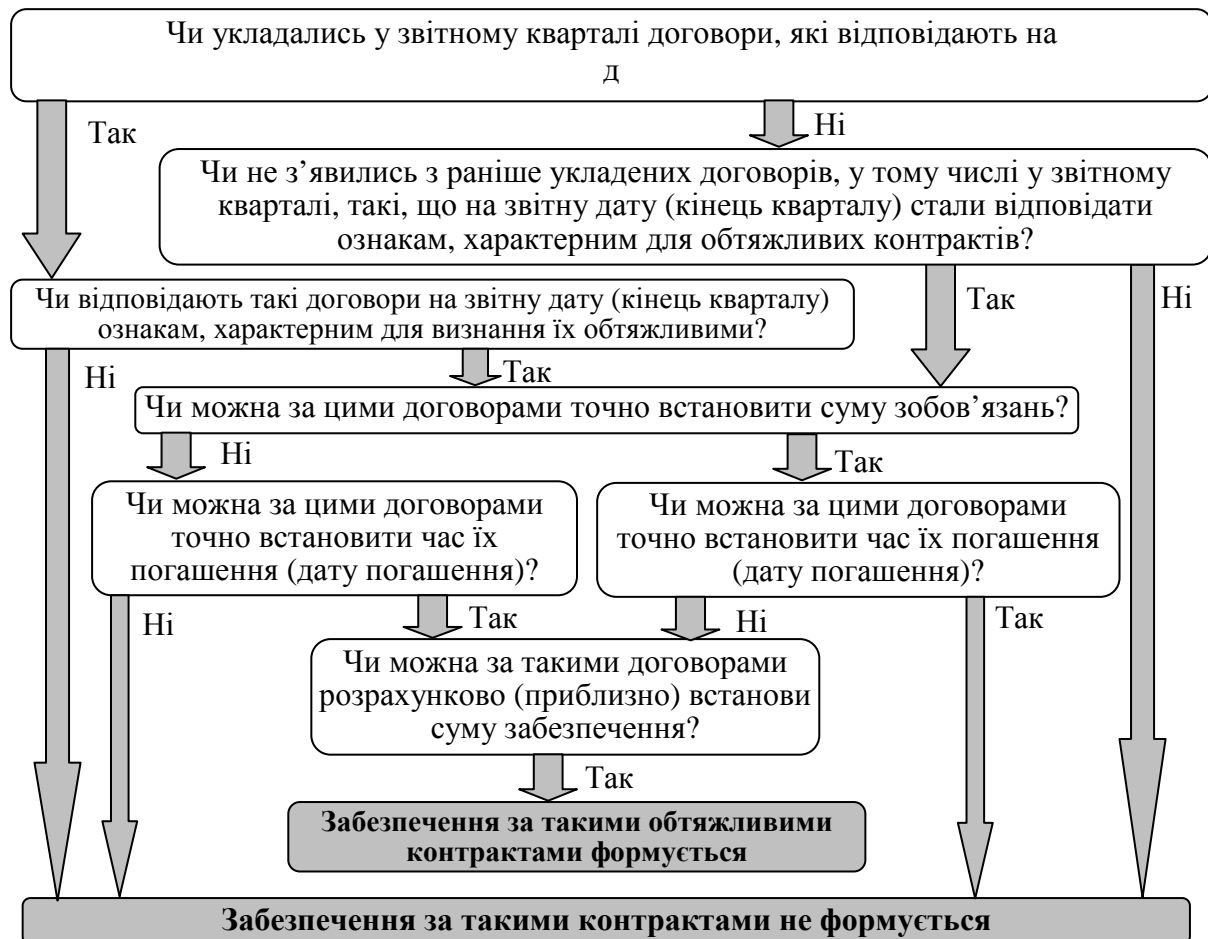 Чи укладались у звітному кварталі договори, які відповідають на
д
Так
Ні
Чи не з’явились з раніше укладених договорів, у тому числі у звітному
кварталі, такі, що на звітну дату (кінець кварталу) стали відповідати
ознакам, характерним для обтяжливих контрактів?
Чи відповідають такі договори на звітну дату (кінець кварталу)
ознакам, характерним для визнання їх обтяжливими?
Так
Ні
Ні
Так
Чи можна за цими договорами точно встановити суму зобов’язань?
Ні
Так
Чи можна за цими договорами
точно встановити час їх
погашення (дату погашення)?
Чи можна за цими договорами
точно встановити час їх погашення
(дату погашення)?
Ні
Так
Ні
Так
Чи можна за такими договорами
розрахунково (приблизно) встанови
суму забезпечення?
Так
Забезпечення за такими обтяжливими
контрактами формується
Забезпечення за такими контрактами не формується